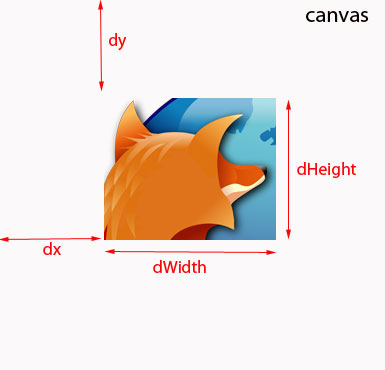 canvas
dy
dHeight
dx
dWidth